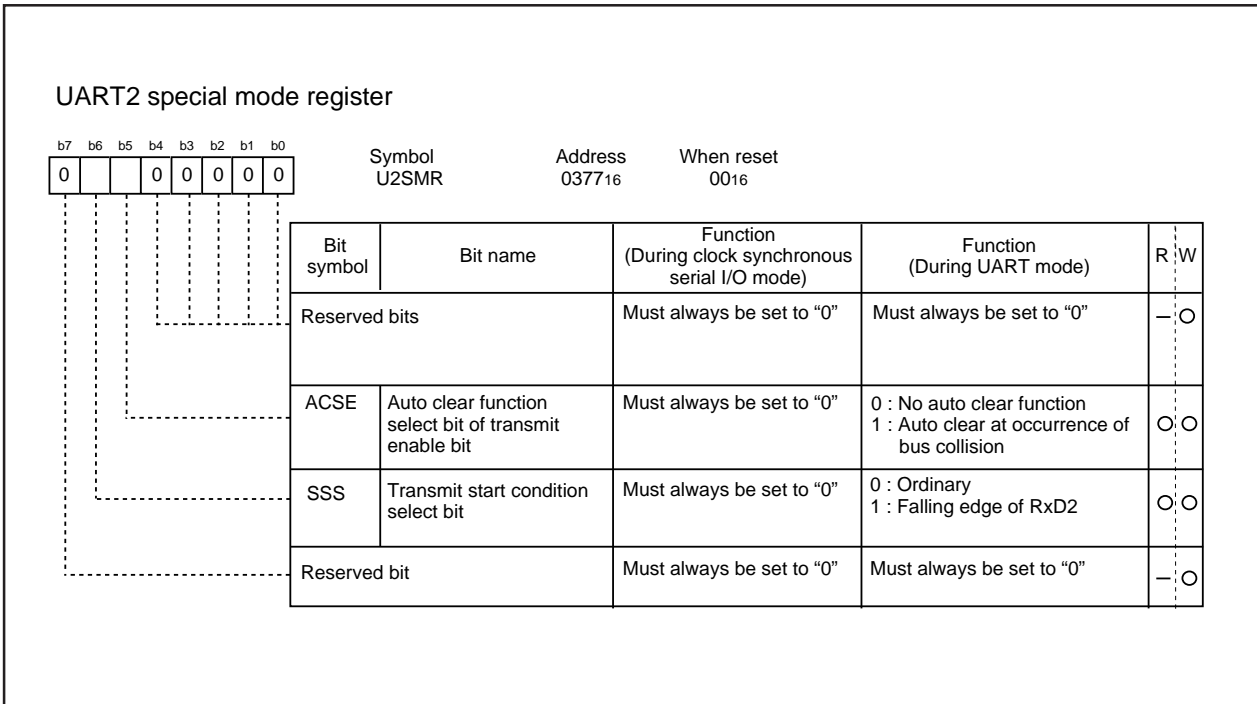 UART2 special mode register
b7 b6 b5 b4 b3 b2 b1 b0
Symbol Address When reset
0 0 0 0 0 0
U2SMR 037716 0016
Bit symbol Bit name Function (During clock synchronous serial I/O mode) Function (During UART mode) R W
Reserved bits Must always be set to “0” Must always be set to “0” – O
ACSE Auto clear function select bit of transmit enable bit Must always be set to “0” 0 : No auto clear function 1 : Auto clear at occurrence of bus collision O O
SSS Transmit start condition select bit Must always be set to “0” 0 : Ordinary 1 : Falling edge of RxD2 O O
Reserved bit Must always be set to “0” Must always be set to “0” – O